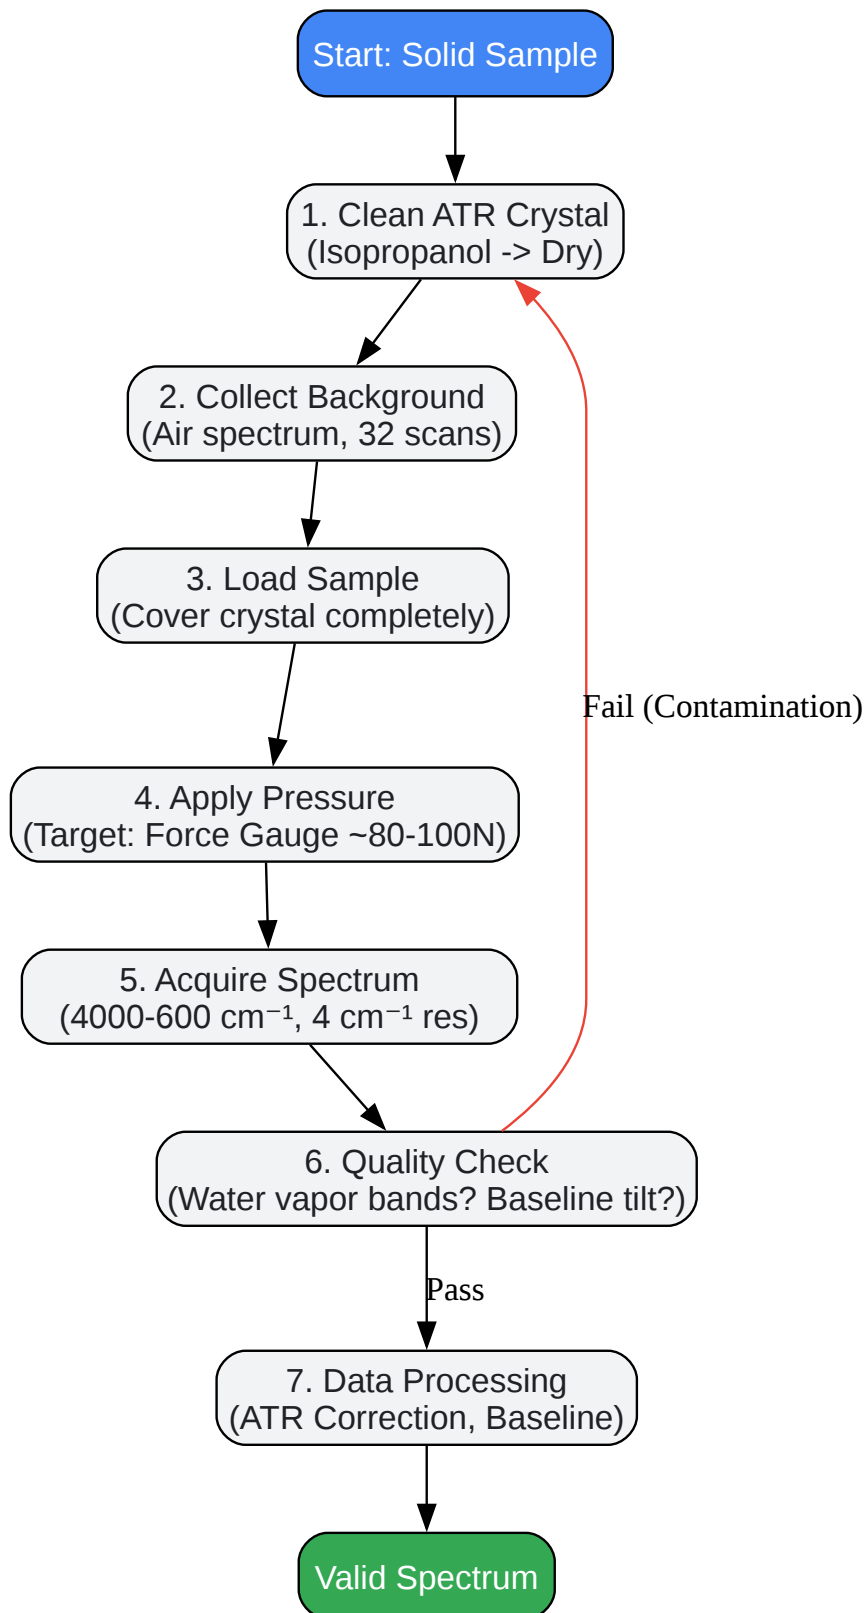 Start: Solid Sample
1. Clean ATR Crystal
(Isopropanol -> Dry)
2. Collect Background
(Air spectrum, 32 scans)
3. Load Sample
(Cover crystal completely)
Fail (Contamination)
4. Apply Pressure
(Target: Force Gauge ~80-100N)
5. Acquire Spectrum
(4000-600 cm⁻¹, 4 cm⁻¹ res)
6. Quality Check
(Water vapor bands? Baseline tilt?)
Pass
7. Data Processing
(ATR Correction, Baseline)
Valid Spectrum